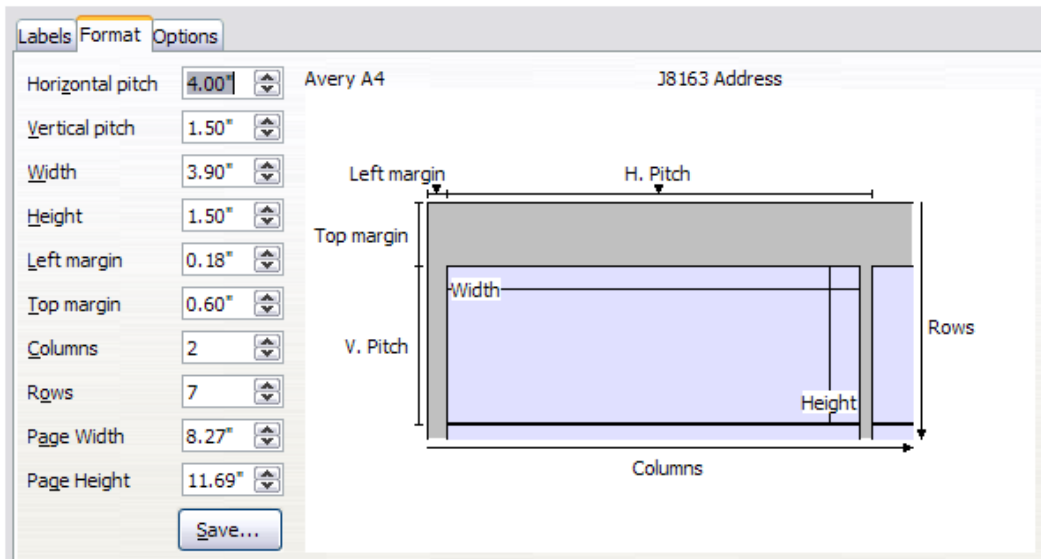 Labels Format Options
Horizontal pitch 4.00"
Vertical pitch 1.50"
Width 3.90"
Height 1.50"
Left margin 0.18"
Top margin 0.60"
Columns 2
Rows 7
Page Width 8.27"
Page Height 11.69"
Save...
Avery A4 J8163 Address
Left margin H. Pitch
Top margin
Width
V. Pitch
Rows
Height
Columns